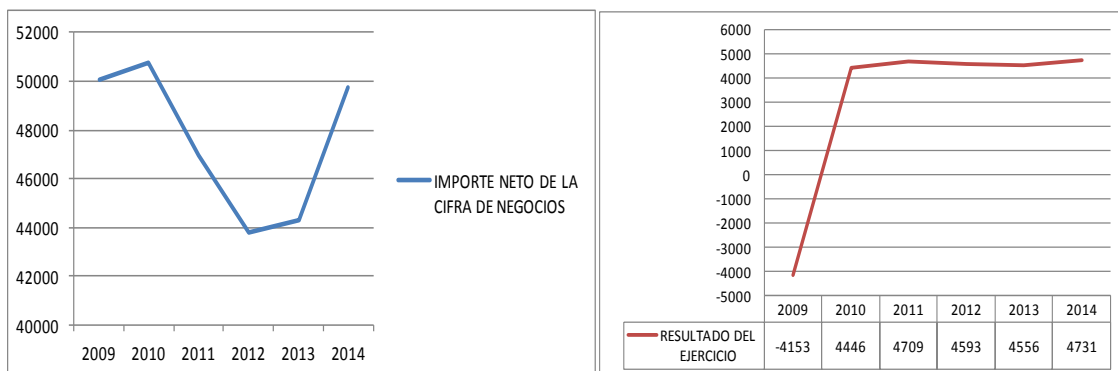 52000
50000
48000
46000
44000
42000
40000
2009 2010 2011 2012 2013 2014
IMPORTE NETO DE LA
CIFRA DE NEGOCIOS
6000
5000
4000
3000
2000
1000
0
-1000
-2000
-3000
-4000
-5000
2009 2010 2011 2012 2013 2014
RESULTADO DEL
EJERCICIO
-4153 4446 4709 4593 4556 4731